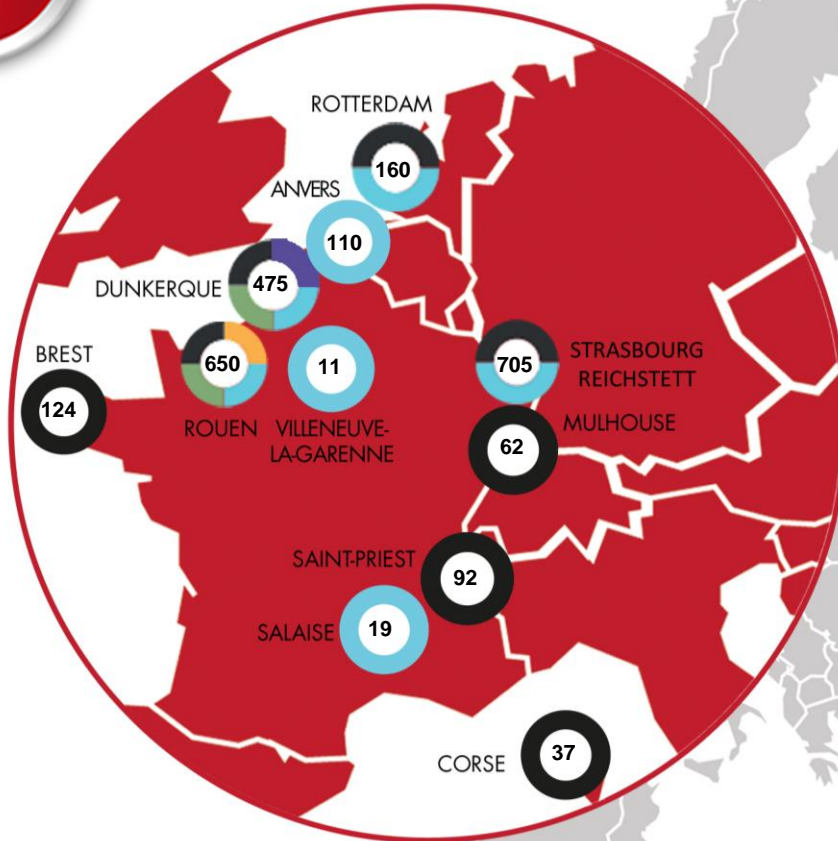 ROTTERDAM
160
ANVERS
110
DUNKERQUE
475
BREST
124
650
ROUEN
11
VILLENEUVE-
LA-GARENNE
705
STRASBOURG
REICHSTETT
MULHOUSE
62
SAINT-PRIEST
92
SALAISE
19
CORSE
37